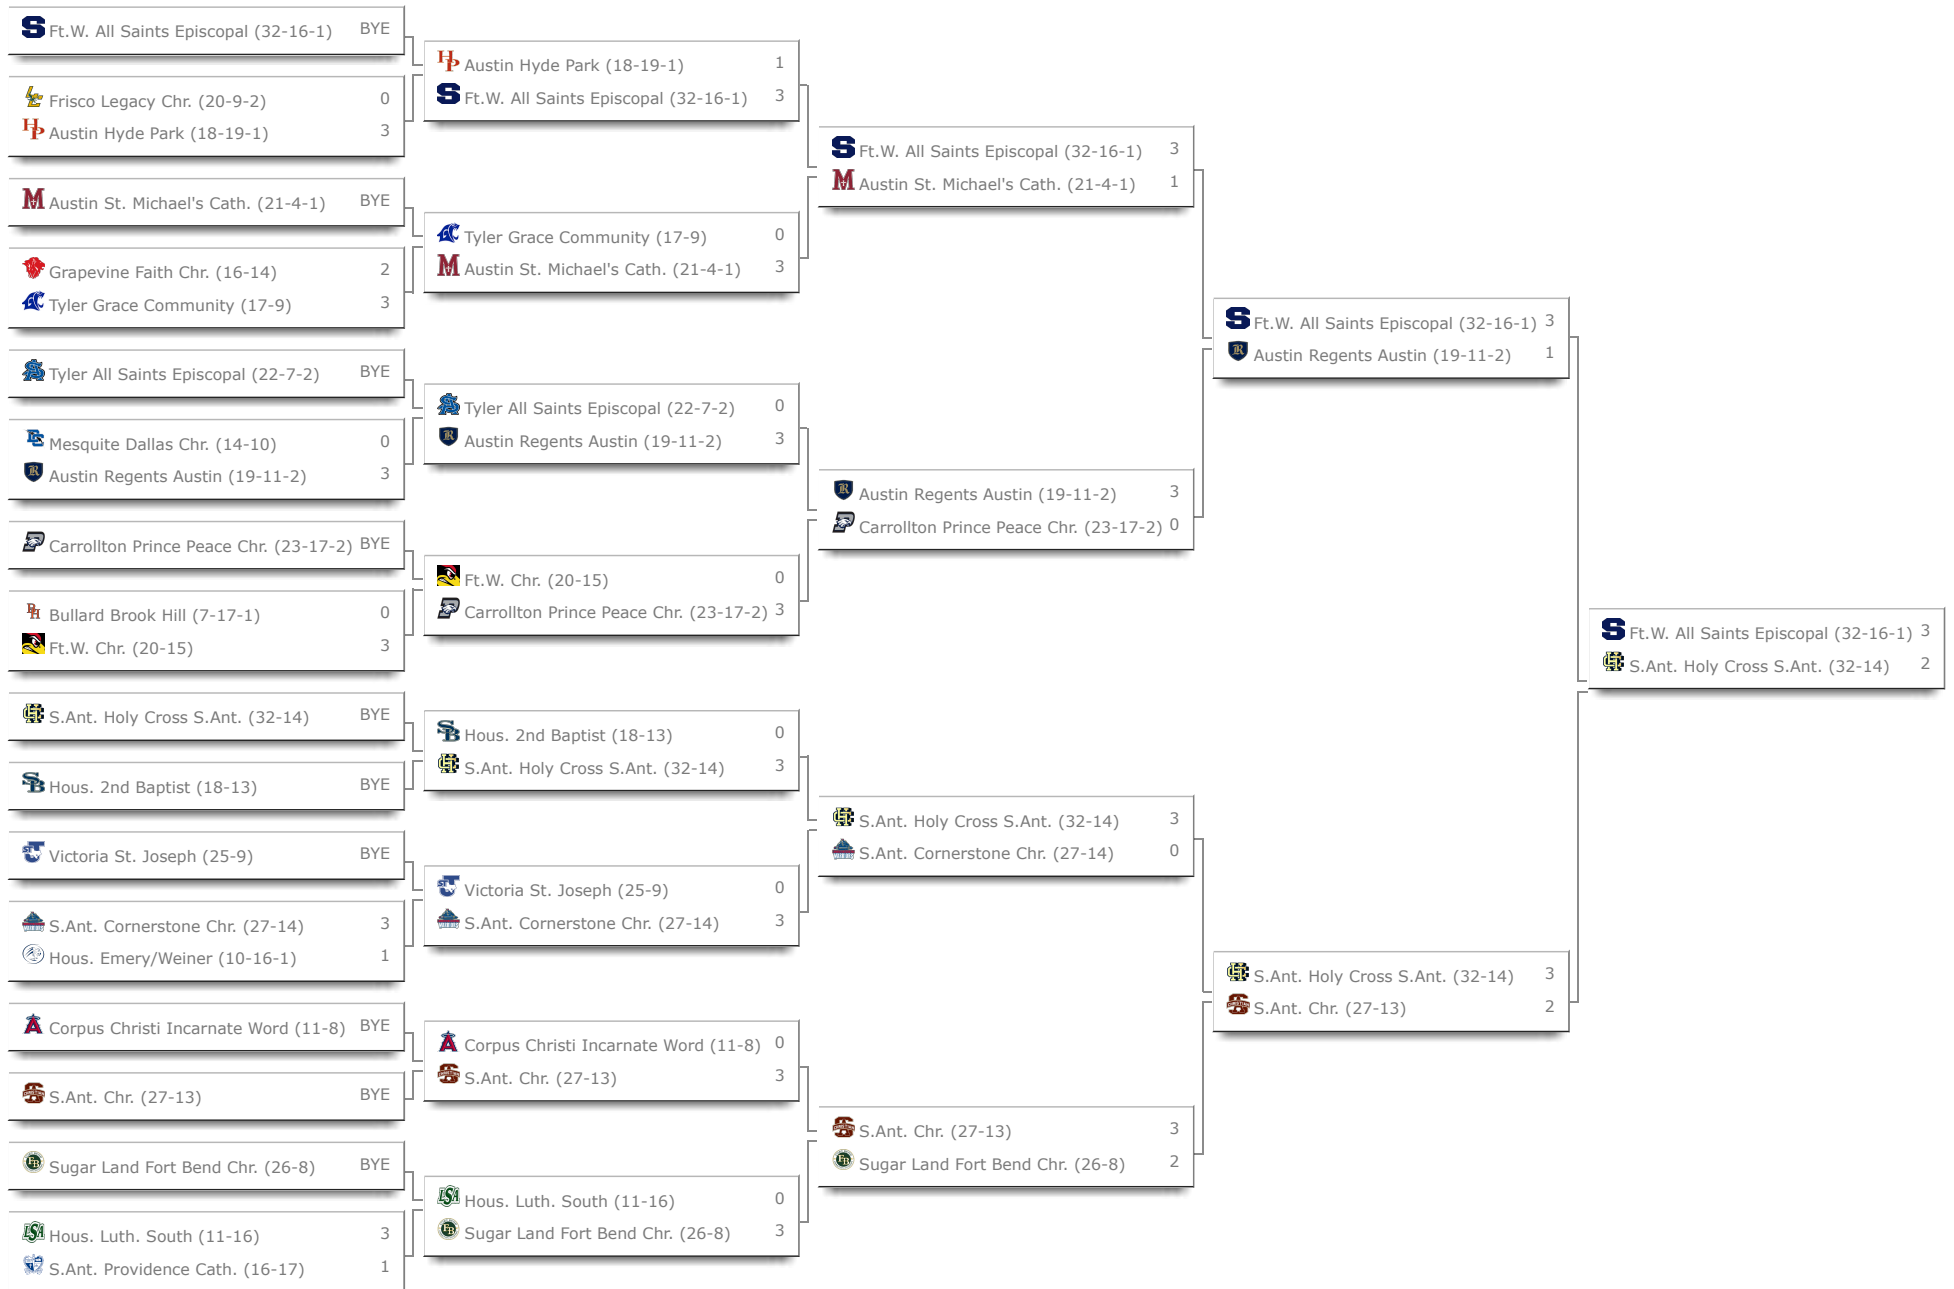 Ft.W. All Saints Episcopal (32-16-1) BYE
Frisco Legacy Chr. (20-9-2) 0
Austin Hyde Park (18-19-1) 3
Austin St. Michael's Cath. (21-4-1) BYE
Grapevine Faith Chr. (16-14) 2
Tyler Grace Community (17-9) 3
Tyler All Saints Episcopal (22-7-2) BYE
Mesquite Dallas Chr. (14-10) 0
Austin Regents Austin (19-11-2) 3
Carrollton Prince Peace Chr. (23-17-2) BYE
Bullard Brook Hill (7-17-1) 0
Ft.W. Chr. (20-15) 3
S.Ant. Holy Cross S.Ant. (32-14) BYE
Hous. 2nd Baptist (18-13) BYE
Victoria St. Joseph (25-9) BYE
S.Ant. Cornerstone Chr. (27-14) 3
Hous. Emery/Weiner (10-16-1) 1
Corpus Christi Incarnate Word (11-8) BYE
S.Ant. Chr. (27-13) BYE
Sugar Land Fort Bend Chr. (26-8) BYE
Hous. Luth. South (11-16) 3
S.Ant. Providence Cath. (16-17) 1
Austin Hyde Park (18-19-1) 1
Ft.W. All Saints Episcopal (32-16-1) 3
Tyler Grace Community (17-9) 0
Austin St. Michael's Cath. (21-4-1) 3
Tyler All Saints Episcopal (22-7-2) 0
Austin Regents Austin (19-11-2) 3
Ft.W. Chr. (20-15) 0
Carrollton Prince Peace Chr. (23-17-2) 3
Hous. 2nd Baptist (18-13) 0
S.Ant. Holy Cross S.Ant. (32-14) 3
Victoria St. Joseph (25-9) 0
S.Ant. Cornerstone Chr. (27-14) 3
Corpus Christi Incarnate Word (11-8) 0
S.Ant. Chr. (27-13) 3
Hous. Luth. South (11-16) 0
Sugar Land Fort Bend Chr. (26-8) 3
Ft.W. All Saints Episcopal (32-16-1) 3
Austin St. Michael's Cath. (21-4-1) 1
Austin Regents Austin (19-11-2) 3
Carrollton Prince Peace Chr. (23-17-2) 0
S.Ant. Holy Cross S.Ant. (32-14) 3
S.Ant. Cornerstone Chr. (27-14) 0
S.Ant. Chr. (27-13) 3
Sugar Land Fort Bend Chr. (26-8) 2
Ft.W. All Saints Episcopal (32-16-1) 3
Austin Regents Austin (19-11-2) 1
S.Ant. Holy Cross S.Ant. (32-14) 3
S.Ant. Chr. (27-13) 2
Ft.W. All Saints Episcopal (32-16-1) 3
S.Ant. Holy Cross S.Ant. (32-14) 2